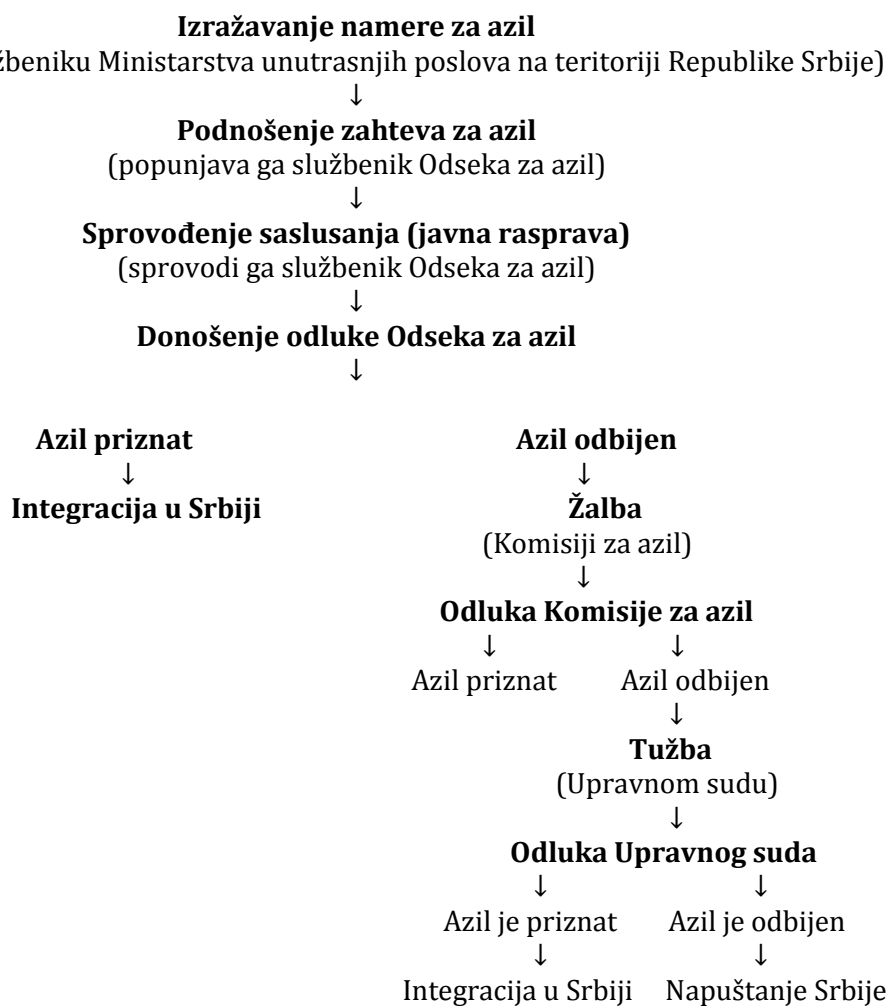 Izražavanje namere za azil
žbeniku Ministarstva unutrasnjih poslova na teritoriji Republike Srbije)
↓
Podnošenje zahteva za azil
(popunjava ga službenik Odseka za azil)
↓
Sprovođenje saslusanja (javna rasprava)
(sprovodi ga službenik Odseka za azil)
↓
Donošenje odluke Odseka za azil
↓
Azil priznat Azil odbijen
↓ ↓
Integracija u Srbiji Žalba
(Komisiji za azil)
↓
Odluka Komisije za azil
↓ ↓
Azil priznat Azil odbijen
↓
Tužba
(Upravnom sudu)
↓
Odluka Upravnog suda
↓ ↓
Azil je priznat Azil je odbijen
↓ ↓
Integracija u Srbiji Napuštanje Srbije